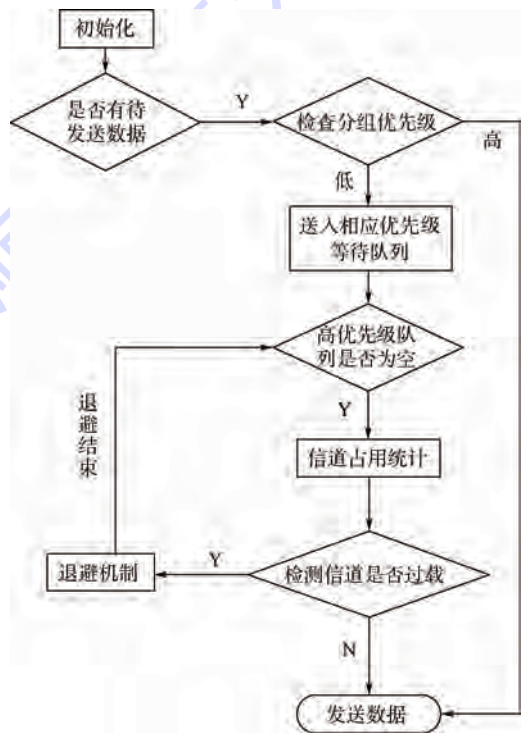 初始化
是否有待
发送数据
Y
检查分组优先级
高
低
送入相应优先级
等待队列
高优先级队
列是否为空
Y
退避结束
信道占用统计
检测信道是否过载
Y
退避机制
N
发送数据